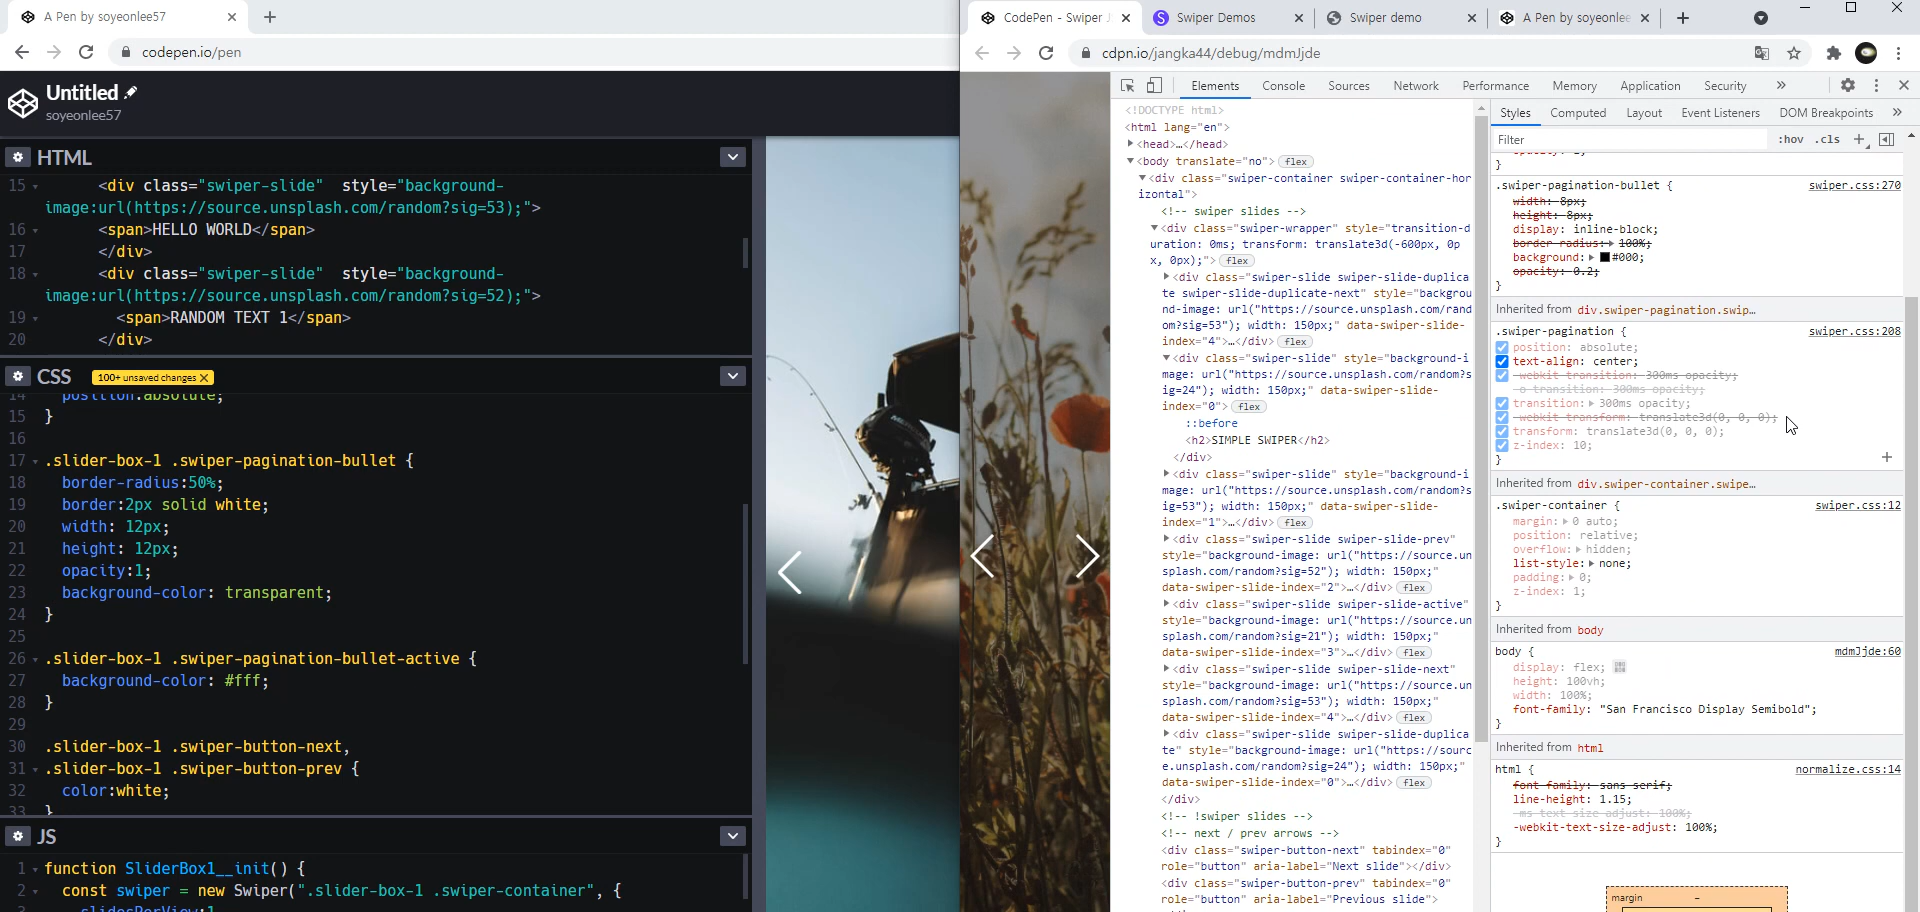 A Pen by soyeonlee57
codepen.io/pen
Untitled
soyeonlee57
HTML
15 <div class="swiper-slide"  style="background-
image:url(https://source.unsplash.com/random?sig=53);">
16 <span>HELLO WORLD</span>
17 </div>
18 <div class="swiper-slide"  style="background-
image:url(https://source.unsplash.com/random?sig=52);">
19 <span>RANDOM TEXT 1</span>
20 </div>
CSS 100+ unsaved changes
14 position:absolute;
15 }
16
17 .slider-box-1 .swiper-pagination-bullet {
18 border-radius:50%;
19 border:2px solid white;
20 width: 12px;
21 height: 12px;
22 opacity:1;
23 background-color: transparent;
24 }
25
26 .slider-box-1 .swiper-pagination-bullet-active {
27 background-color: #fff;
28 }
29
30 .slider-box-1 .swiper-button-next,
31 .slider-box-1 .swiper-button-prev {
32 color:white;
33 }
JS
1 function SliderBox1__init() {
2 const swiper = new Swiper(".slider-box-1 .swiper-container", {
slidesPerView:1
CodePen - Swiper J
Swiper Demos
Swiper demo
A Pen by soyeonlee
cdpn.io/jangka44/debug/mdmJjde
Elements Console Sources Network Performance Memory Application Security
<!DOCTYPE html>
<html lang="en">
<head>…</head>
<body translate="no"> flex
<div class="swiper-container swiper-container-hor
izontal">
<!-- swiper slides -->
<div class="swiper-wrapper" style="transition-d
uration: 0ms; transform: translate3d(-600px, 0p
x, 0px);"> flex
<div class="swiper-slide swiper-slide-duplica
te swiper-slide-duplicate-next" style="backgrou
nd-image: url("https://source.unsplash.com/rand
om?sig=53"); width: 150px;" data-swiper-slide-
index="4">…</div> flex
<div class="swiper-slide" style="background-i
mage: url("https://source.unsplash.com/random?s
ig=24"); width: 150px;" data-swiper-slide-
index="0"> flex
::before
<h2>SIMPLE SWIPER</h2>
</div>
<div class="swiper-slide" style="background-i
mage: url("https://source.unsplash.com/random?s
ig=53"); width: 150px;" data-swiper-slide-
index="1">…</div> flex
<div class="swiper-slide swiper-slide-prev"
style="background-image: url("https://source.un
splash.com/random?sig=52"); width: 150px;"
data-swiper-slide-index="2">…</div> flex
<div class="swiper-slide swiper-slide-active"
style="background-image: url("https://source.un
splash.com/random?sig=21"); width: 150px;"
data-swiper-slide-index="3">…</div> flex
<div class="swiper-slide swiper-slide-next"
style="background-image: url("https://source.un
splash.com/random?sig=53"); width: 150px;"
data-swiper-slide-index="4">…</div> flex
<div class="swiper-slide swiper-slide-duplica
te" style="background-image: url("https://sourc
e.unsplash.com/random?sig=24"); width: 150px;"
data-swiper-slide-index="0">…</div> flex
</div>
<!-- !swiper slides -->
<!-- next / prev arrows -->
<div class="swiper-button-next" tabindex="0"
role="button" aria-label="Next slide"></div>
<div class="swiper-button-prev" tabindex="0"
role="button" aria-label="Previous slide">
Styles Computed Layout Event Listeners DOM Breakpoints
Filter :hov .cls
}
.swiper-pagination-bullet { swiper.css:270
width: 8px;
height: 8px;
display: inline-block;
border-radius: 100%;
background: #000;
opacity: 0.2;
}
Inherited from div.swiper-pagination.swip…
.swiper-pagination { swiper.css:208
position: absolute;
text-align: center;
-webkit-transition: 300ms opacity;
-o-transition: 300ms opacity;
transition: 300ms opacity;
-webkit-transform: translate3d(0, 0, 0);
transform: translate3d(0, 0, 0);
z-index: 10;
}
Inherited from div.swiper-container.swipe…
.swiper-container { swiper.css:12
margin: 0 auto;
position: relative;
overflow: hidden;
list-style: none;
padding: 0;
z-index: 1;
}
Inherited from body
body { mdmJjde:60
display: flex;
height: 100vh;
width: 100%;
font-family: "San Francisco Display Semibold";
}
Inherited from html
html { normalize.css:14
font-family: sans-serif;
line-height: 1.15;
-ms-text-size-adjust: 100%;
-webkit-text-size-adjust: 100%;
}
margin –